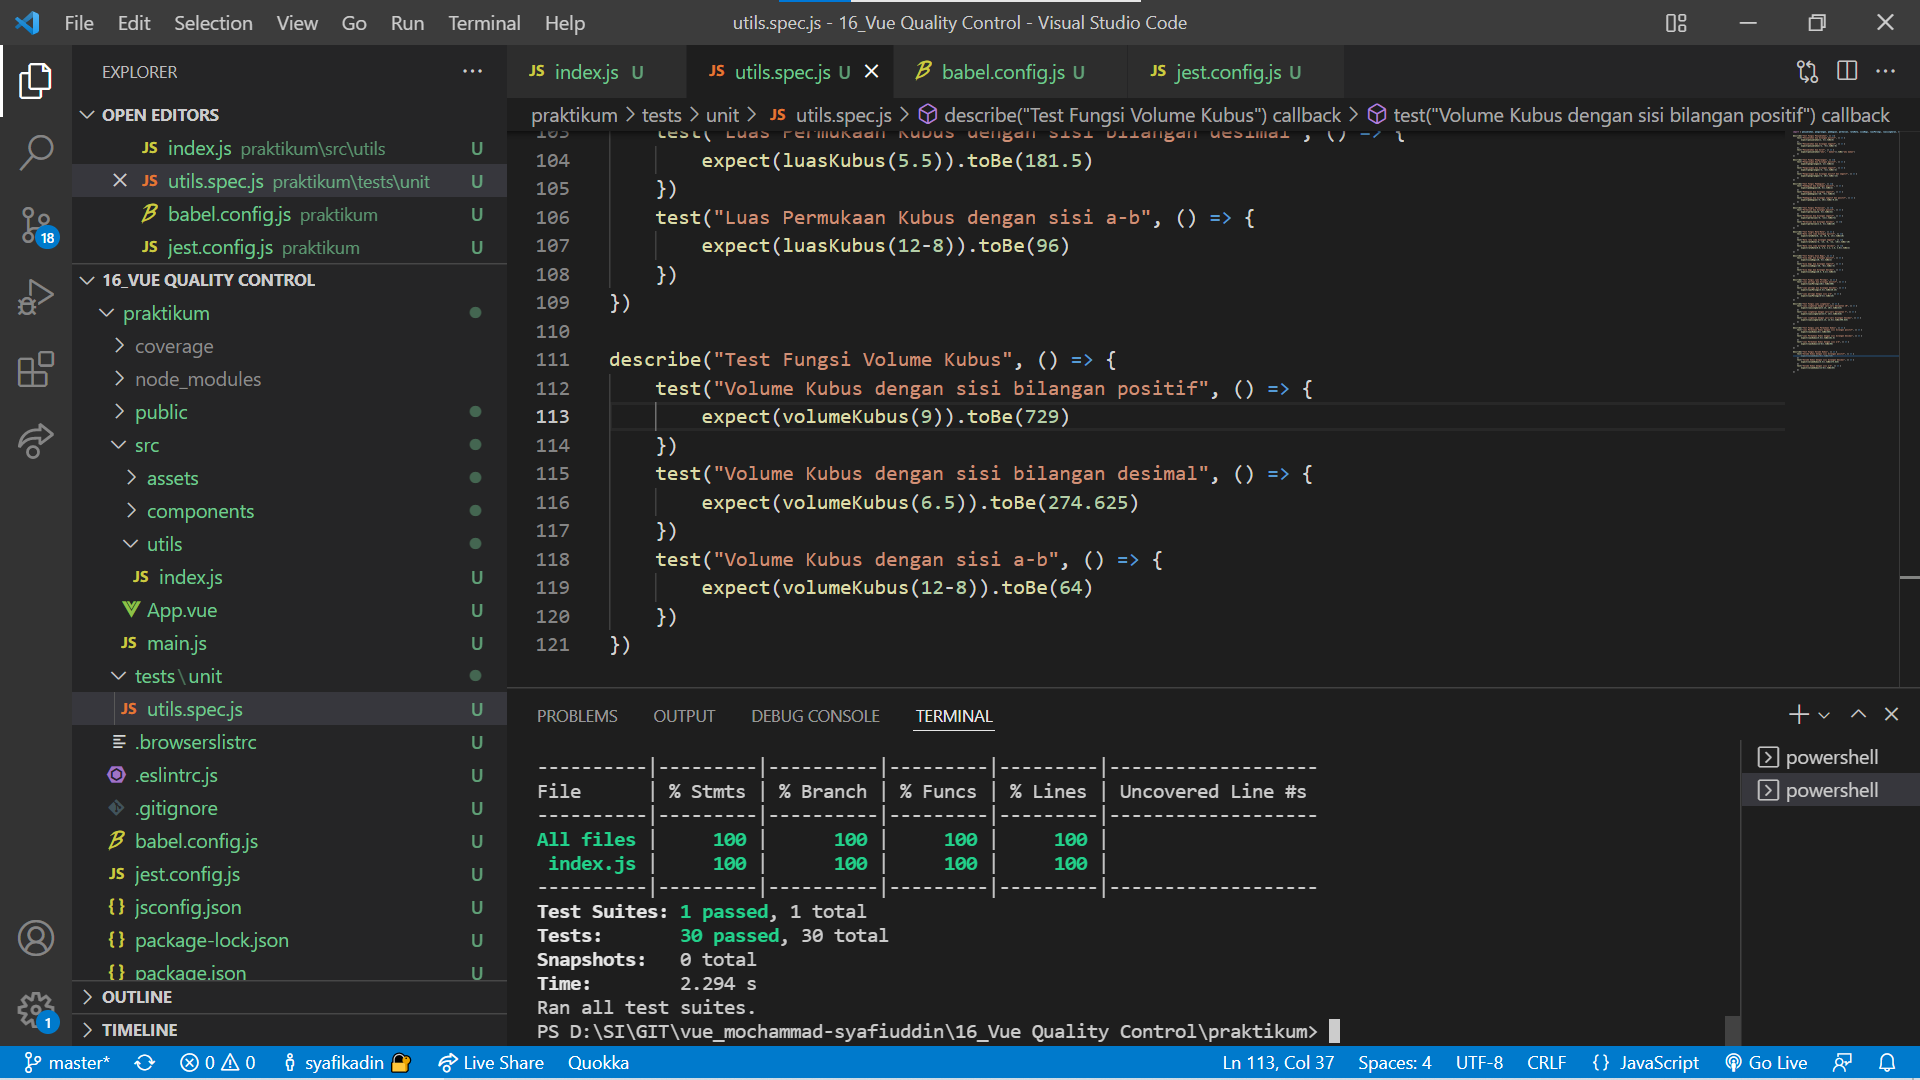 File Edit Selection View Go Run Terminal Help
utils.spec.js - 16_Vue Quality Control - Visual Studio Code
EXPLORER
OPEN EDITORS
JS index.js praktikum\src\utils U
JS utils.spec.js praktikum\tests\unit U
babel.config.js praktikum U
JS jest.config.js praktikum U
16_VUE QUALITY CONTROL
praktikum
coverage
node_modules
public
src
assets
components
utils
JS index.js U
App.vue U
JS main.js U
tests\unit
JS utils.spec.js U
.browserslistrc U
.eslintrc.js U
.gitignore U
babel.config.js U
JS jest.config.js U
{} jsconfig.json U
{} package-lock.json U
{} package.json U
OUTLINE
TIMELINE
18
1
JS index.js U
JS utils.spec.js U
babel.config.js U
JS jest.config.js U
praktikum > tests > unit > JS utils.spec.js > describe("Test Fungsi Volume Kubus") callback > test("Volume Kubus dengan sisi bilangan positif") callback
103 test("Luas Permukaan Kubus dengan sisi bilangan desimal", () => {
104 expect(luasKubus(5.5)).toBe(181.5)
105 })
106 test("Luas Permukaan Kubus dengan sisi a-b", () => {
107 expect(luasKubus(12-8)).toBe(96)
108 })
109 })
110
111 describe("Test Fungsi Volume Kubus", () => {
112 test("Volume Kubus dengan sisi bilangan positif", () => {
113 expect(volumeKubus(9)).toBe(729)
114 })
115 test("Volume Kubus dengan sisi bilangan desimal", () => {
116 expect(volumeKubus(6.5)).toBe(274.625)
117 })
118 test("Volume Kubus dengan sisi a-b", () => {
119 expect(volumeKubus(12-8)).toBe(64)
120 })
121 })
PROBLEMS OUTPUT DEBUG CONSOLE TERMINAL
powershell
powershell
----------|---------|----------|---------|---------|-------------------
File | % Stmts | % Branch | % Funcs | % Lines | Uncovered Line #s
----------|---------|----------|---------|---------|-------------------
All files | 100 | 100 | 100 | 100 |
index.js | 100 | 100 | 100 | 100 |
----------|---------|----------|---------|---------|-------------------
Test Suites: 1 passed, 1 total
Tests: 30 passed, 30 total
Snapshots: 0 total
Time: 2.294 s
Ran all test suites.
PS D:\SI\GIT\vue_mochammad-syafiuddin\16_Vue Quality Control\praktikum>
master* 0 0 syafikadin Live Share Quokka Ln 113, Col 37 Spaces: 4 UTF-8 CRLF {} JavaScript Go Live